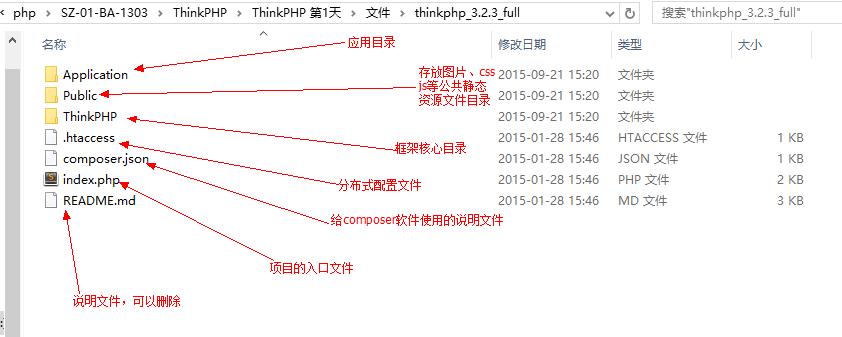 php > SZ-01-BA-1303 > ThinkPHP > ThinkPHP 第1天 > 文件 > thinkphp_3.2.3_full
搜索"thinkphp_3.2.3_full"
名称 修改日期 类型 大小
应用目录
Application 2015-09-21 15:20 文件夹
存放图片、css
js等公共静态
资源文件目录
Public 2015-09-21 15:20 文件夹
ThinkPHP 2015-09-21 15:20 文件夹
.htaccess 2015-01-28 15:46 HTACCESS 文件 1 KB
框架核心目录
composer.json 2015-01-28 15:46 JSON 文件 1 KB
index.php 2015-01-28 15:46 PHP 文件 2 KB
分布式配置文件
README.md 2015-01-28 15:46 MD 文件 3 KB
给composer软件使用的说明文件
项目的入口文件
说明文件，可以删除